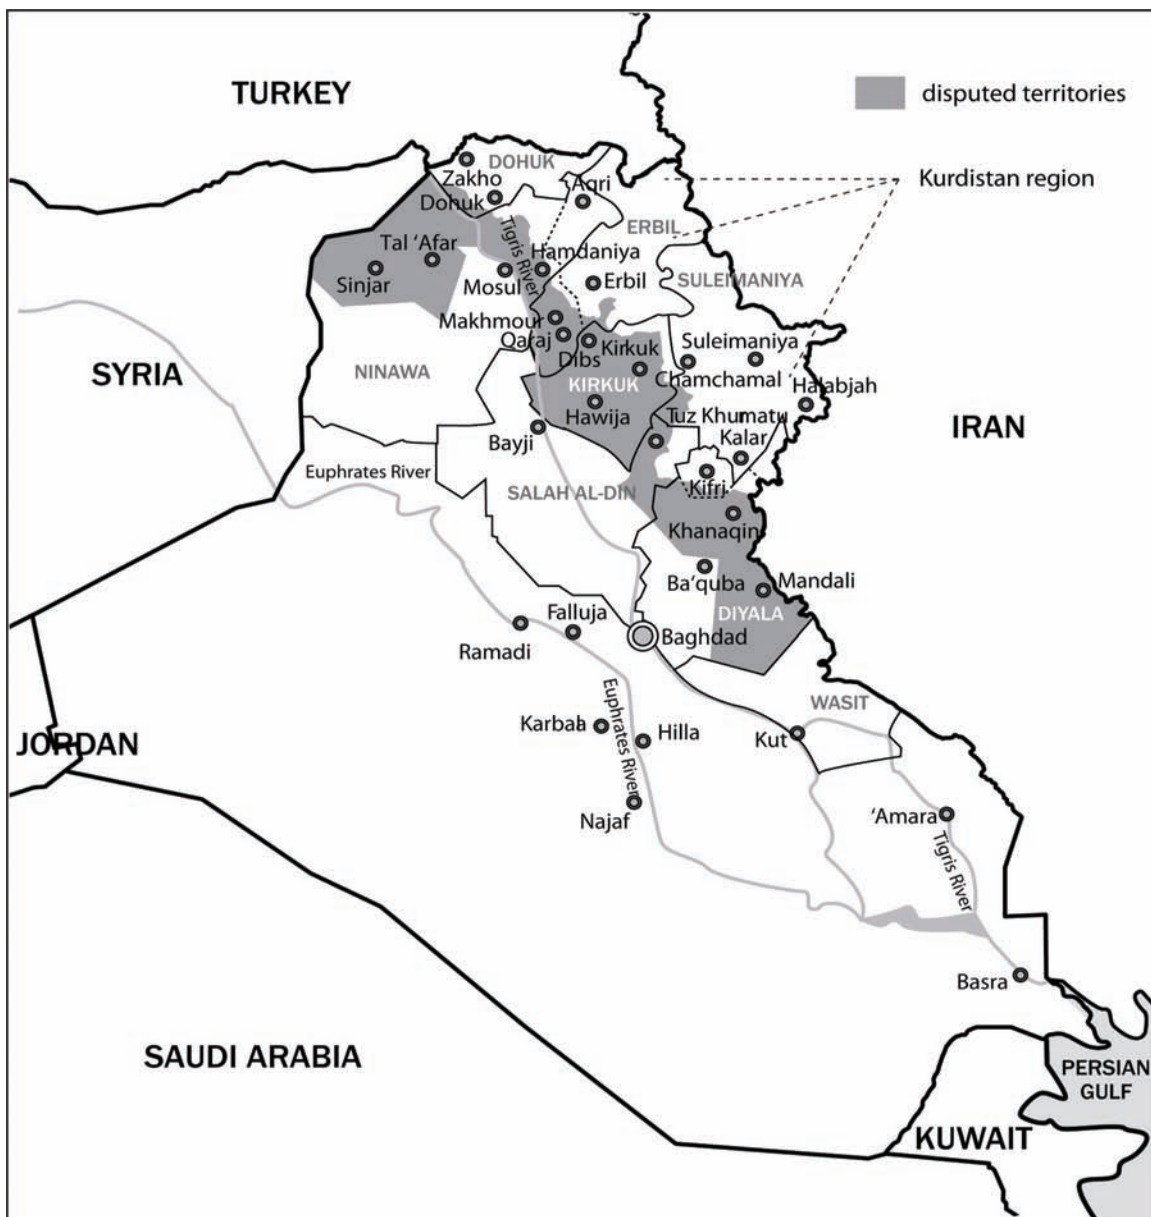 TURKEY
disputed territories
DOHUK
Zakho
Aqri
Kurdistan region
Dohuk
Tigris River
ERBIL
Tal ‘Afar
Hamdaniya
Sinjar
Mosul
Erbil
SULEIMANIYA
Makhmour
Qaraj
Dibs
Kirkuk
Suleimaniya
SYRIA
NINAWA
KIRKUK
Chamchamal
Halabjah
Hawija
Tuz Khumatu
IRAN
Bayji
Kalar
Euphrates River
SALAH AL-DIN
Kifri
Khanaqin
Ba‘quba
Mandali
Falluja
DIYALA
Ramadi
Baghdad
Euphrates River
WASIT
Karbala
Hilla
Kut
JORDAN
Najaf
‘Amara
Tigris River
Basra
SAUDI ARABIA
PERSIAN
GULF
KUWAIT